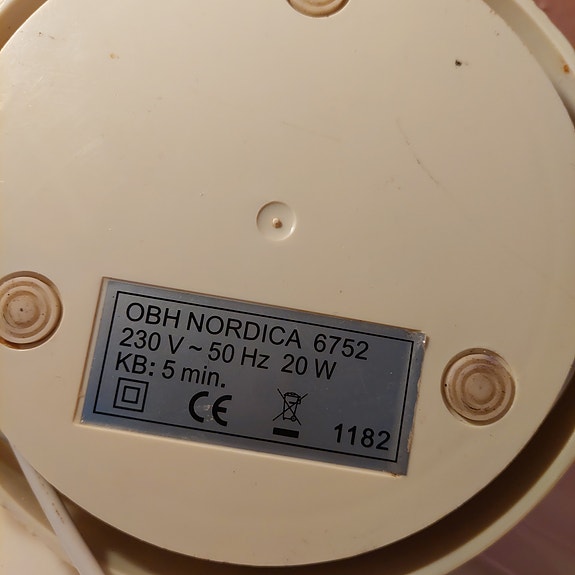 OBH NORDICA 6752
230 V ~ 50 Hz 20 W
KB: 5 min.
CE
1182